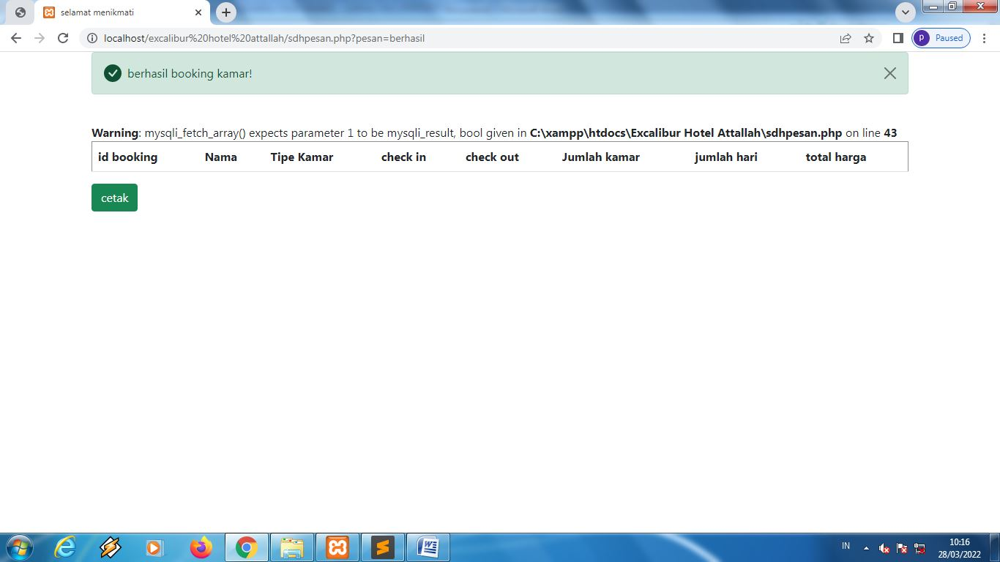 selamat menikmati
localhost/excalibur%20hotel%20attallah/sdhpesan.php?pesan=berhasil
p Paused
berhasil booking kamar!
Warning: mysqli_fetch_array() expects parameter 1 to be mysqli_result, bool given in C:\xampp\htdocs\Excalibur Hotel Attallah\sdhpesan.php on line 43
id booking Nama Tipe Kamar check in check out Jumlah kamar jumlah hari total harga
cetak
IN 10:16
28/03/2022